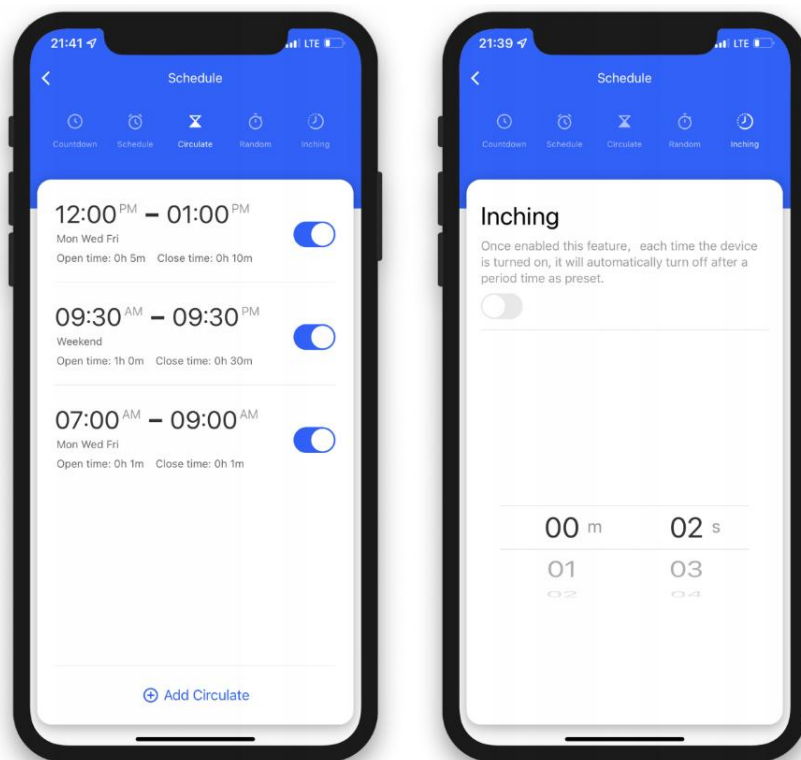 21:41
LTE
Schedule
Countdown
Schedule
Circulate
Random
Inching
12:00 PM – 01:00 PM
Mon Wed Fri
Open time: 0h 5m Close time: 0h 10m
09:30 AM – 09:30 PM
Weekend
Open time: 1h 0m Close time: 0h 30m
07:00 AM – 09:00 AM
Mon Wed Fri
Open time: 0h 1m Close time: 0h 1m
Add Circulate
21:39
LTE
Schedule
Countdown
Schedule
Circulate
Random
Inching
Inching
Once enabled this feature, each time the device
is turned on, it will automatically turn off after a
period time as preset.
00 m 02 s
01 03
02 04